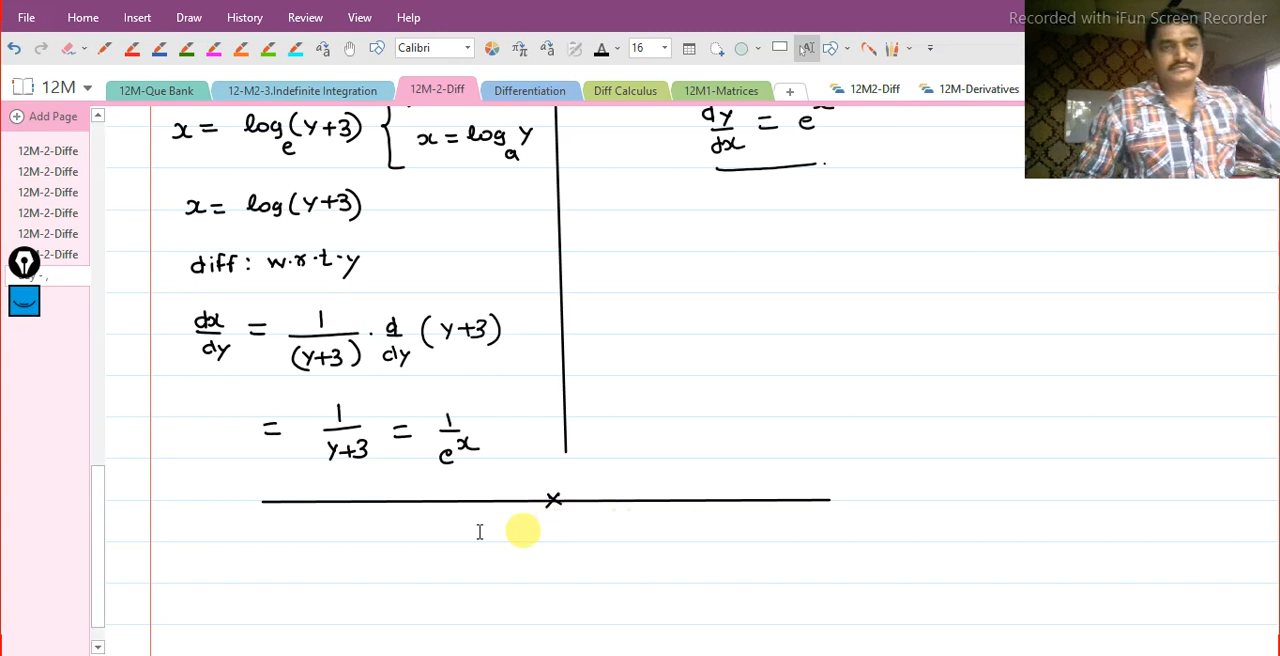 File Home Insert Draw History Review View Help
Recorded with iFun Screen Recorder
Calibri 16
12M 12M-Que Bank 12-M2-3.Indefinite Integration 12M-2-Diff Differentiation Diff Calculus 12M1-Matrices + 12M2-Diff 12M-Derivatives
Add Page
12M-2-Diffe
12M-2-Diffe
12M-2-Diffe
12M-2-Diffe
12M-2-Diffe
x = log_e (y+3) { x = log_a y
dy/dx = e^x
x = log (y+3)
diff: w.r.t.y
dx/dy = 1/(y+3) · d/dy (y+3)
= 1/y+3 = 1/e^x